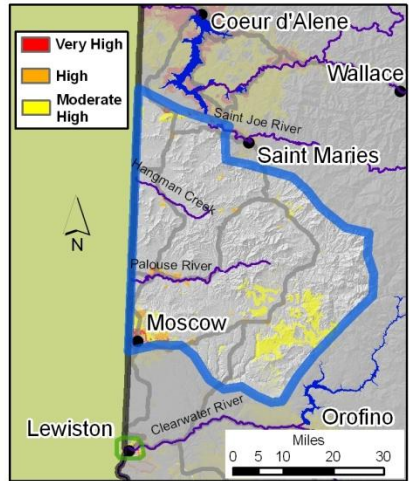 Very High
High
Moderate
High
Coeur d'Alene
Wallace
Saint Joe River
Saint Maries
Hangman Creek
N
Palouse River
Moscow
Clearwater River
Orofino
Lewiston
Miles
0 5 10 20 30